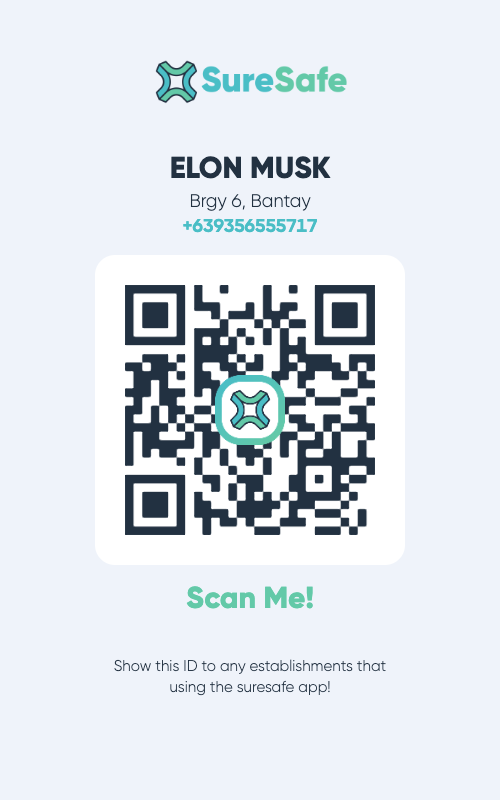 SureSafe
ELON MUSK
Brgy 6, Bantay
+639356555717
Scan Me!
Show this ID to any establishments that
using the suresafe app!